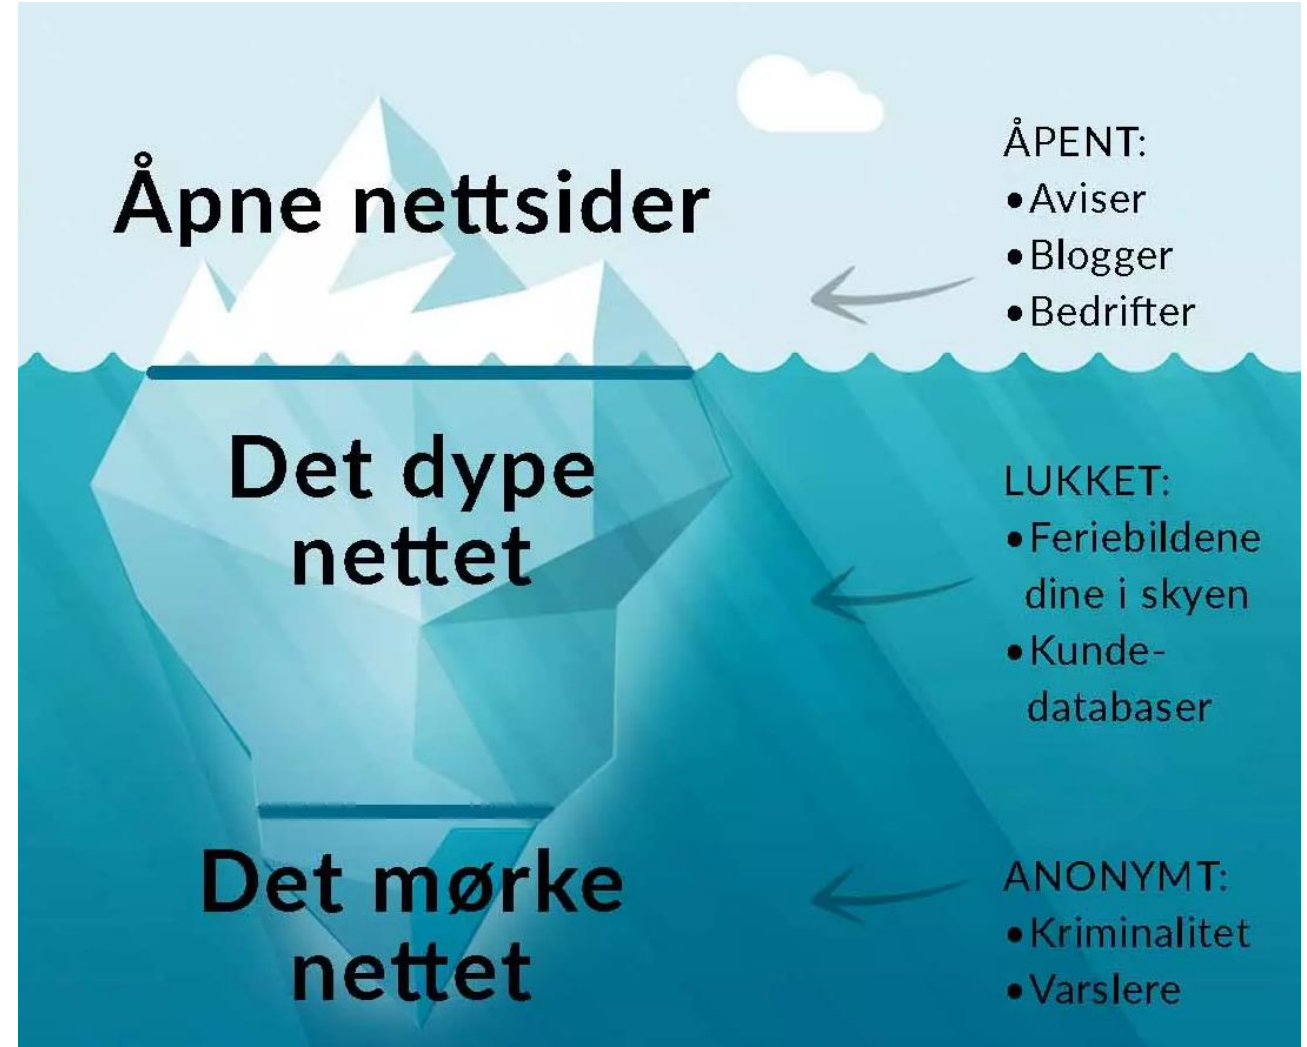 Åpne nettsider
ÅPENT:
•Aviser
•Blogger
•Bedrifter
Det dype
nettet
LUKKET:
•Feriebildene
dine i skyen
•Kunde-
databaser
Det mørke
nettet
ANONYMT:
•Kriminalitet
•Varslere